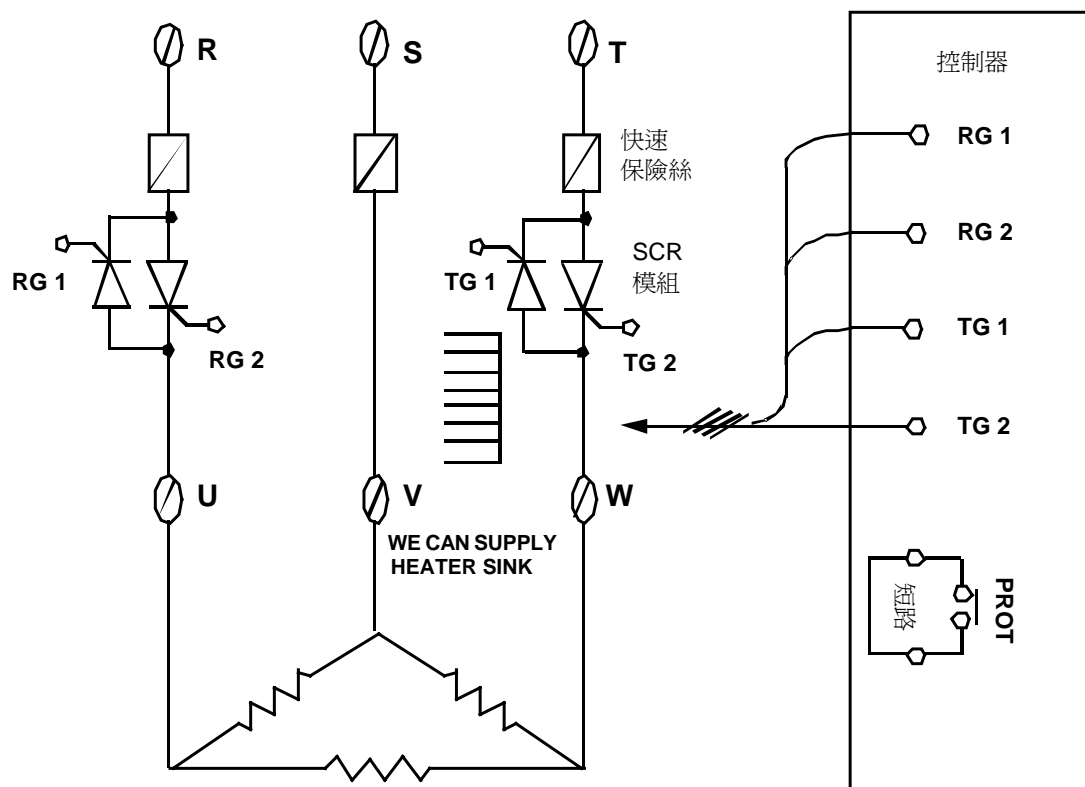 R
S
T
控制器
快速
保險絲
RG 1
RG 2
SCR
模組
RG 1
TG 1
RG 2
TG 2
TG 1
TG 2
U
V
W
WE CAN SUPPLY
HEATER SINK
短路
PROT